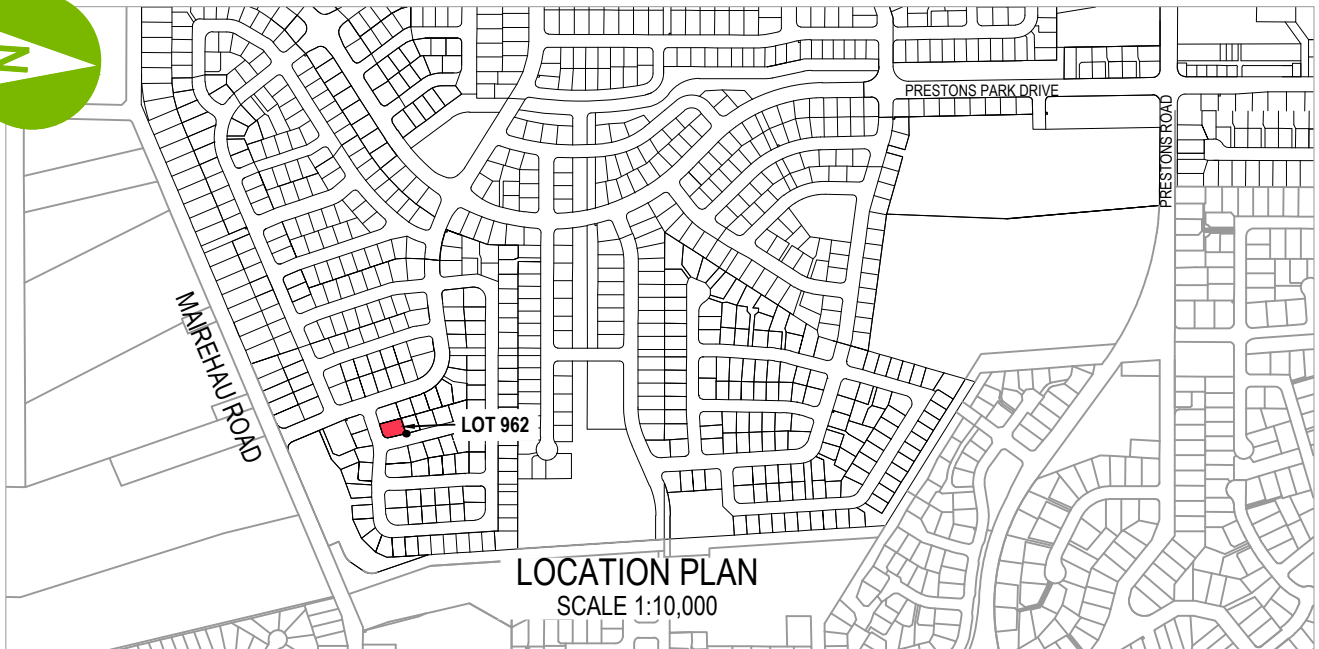 N
PRESTONS PARK DRIVE
PRESTONS ROAD
MAIREHAU ROAD
LOT 962
LOCATION PLAN
SCALE 1:10,000